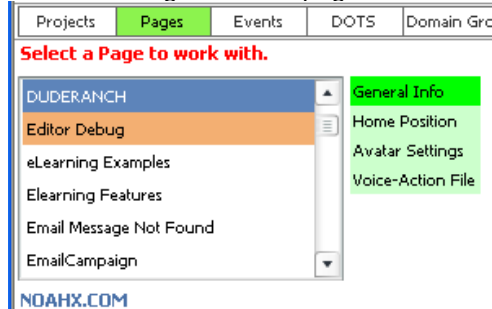 Projects Pages Events DOTS Domain Gro
Select a Page to work with.
DUDERANCH
Editor Debug
eLearning Examples
Elearning Features
Email Message Not Found
EmailCampaign
General Info
Home Position
Avatar Settings
Voice-Action File
NOAHX.COM